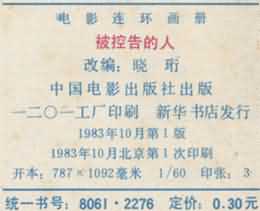 电影连环画册
被控告的人
改编：晓珩
中国电影出版社出版
一二〇一工厂印刷 新华书店发行
1983年10月第1版
1983年10月北京第1次印刷
开本：787×1092毫米 1/60 印张：3
统一书号：8061·2276 定价：0.30元